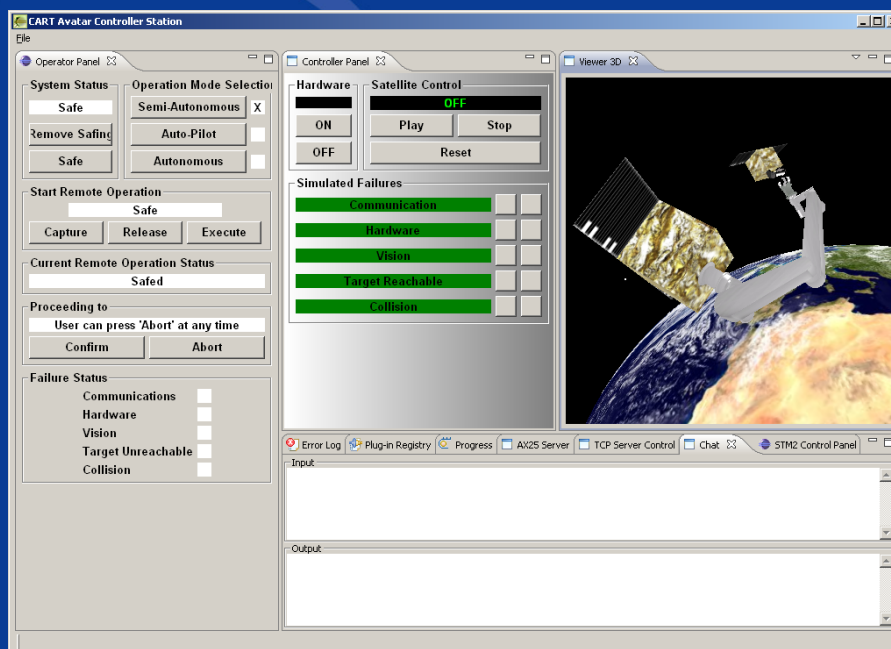 CART Avatar Controller Station
File
Operator Panel
System Status
Safe
Remove Safing
Safe
Operation Mode Selection
Semi-Autonomous X
Auto-Pilot
Autonomous
Start Remote Operation
Safe
Capture Release Execute
Current Remote Operation Status
Safed
Proceeding to
User can press 'Abort' at any time
Confirm Abort
Failure Status
Communications
Hardware
Vision
Target Unreachable
Collision
Controller Panel
Hardware
ON
OFF
Satellite Control
OFF
Play Stop
Reset
Simulated Failures
Communication
Hardware
Vision
Target Reachable
Collision
Viewer 3D
Error Log Plug-in Registry Progress AX25 Server TCP Server Control Chat STM2 Control Panel
Input
Output